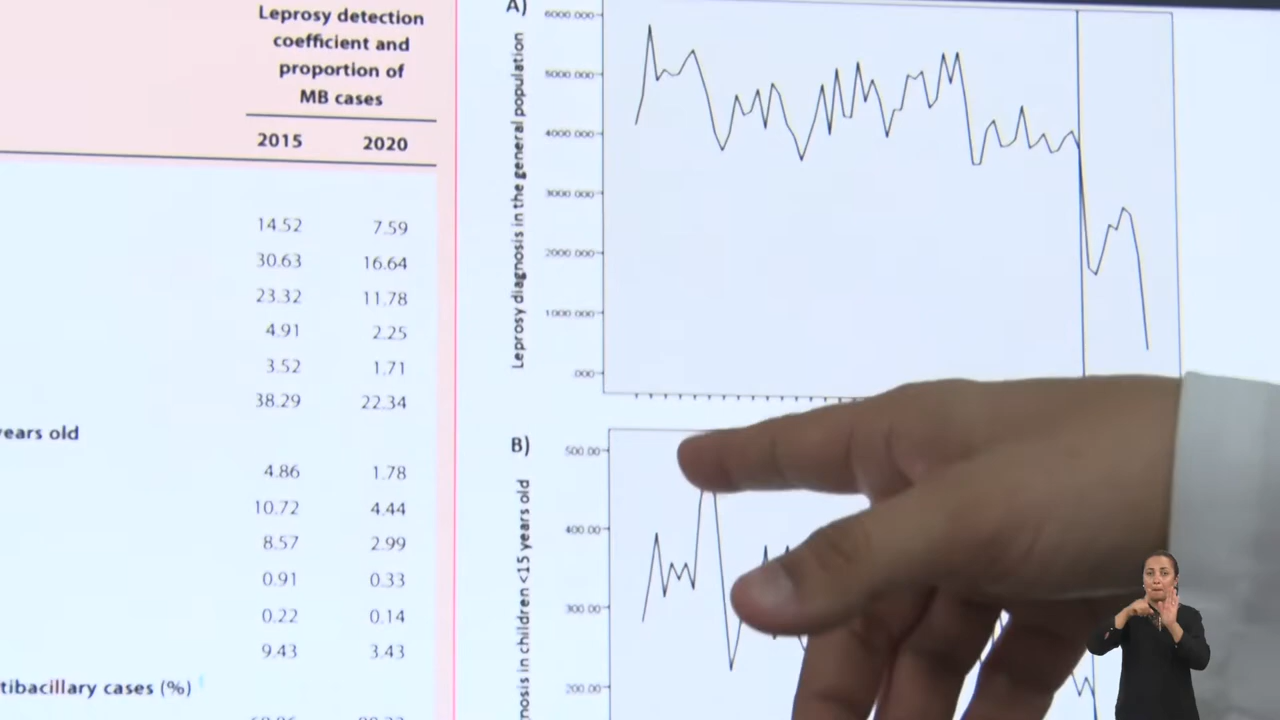 Leprosy detection
coefficient and
proportion of
MB cases
2015 2020
14.52 7.59
30.63 16.64
23.32 11.78
4.91 2.25
3.52 1.71
38.29 22.34
ears old
4.86 1.78
10.72 4.44
8.57 2.99
0.91 0.33
0.22 0.14
9.43 3.43
tibacillary cases (%)
A)
Leprosy diagnosis in the general population
6000.000
5000.000
4000.000
3000.000
2000.000
1000.000
.000
B)
nosis in children <15 years old
500.00
400.00
300.00
200.00